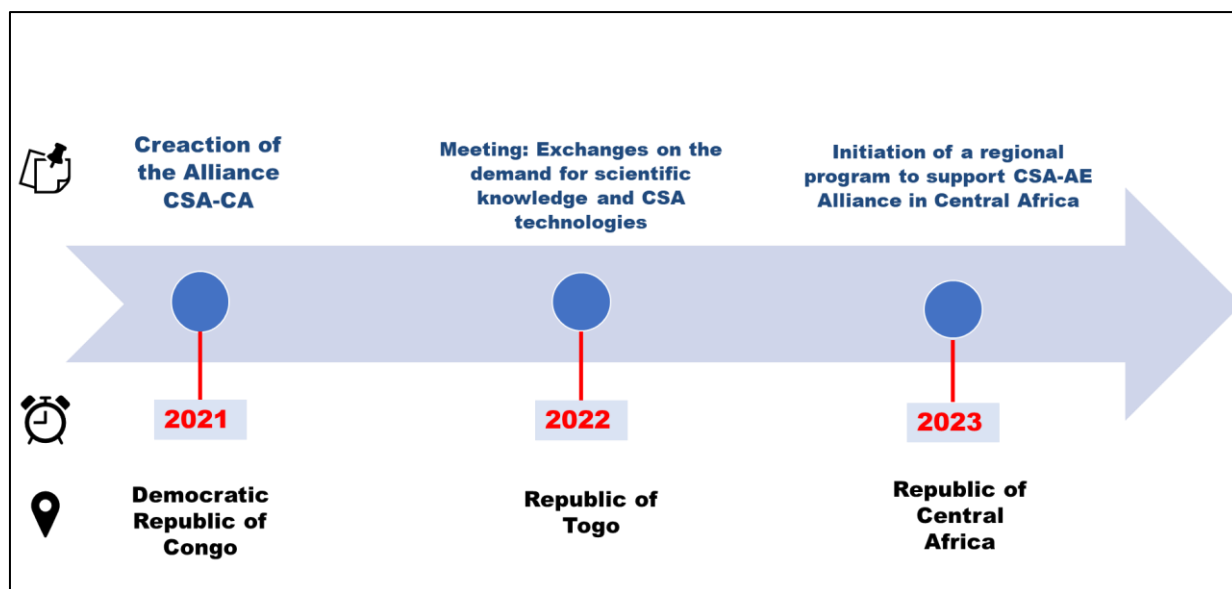 Creaction of
the Alliance
CSA-CA
Meeting: Exchanges on the
demand for scientific
knowledge and CSA
technologies
Initiation of a regional
program to support CSA-AE
Alliance in Central Africa
2021
2022
2023
Democratic
Republic of
Congo
Republic of
Togo
Republic of
Central
Africa